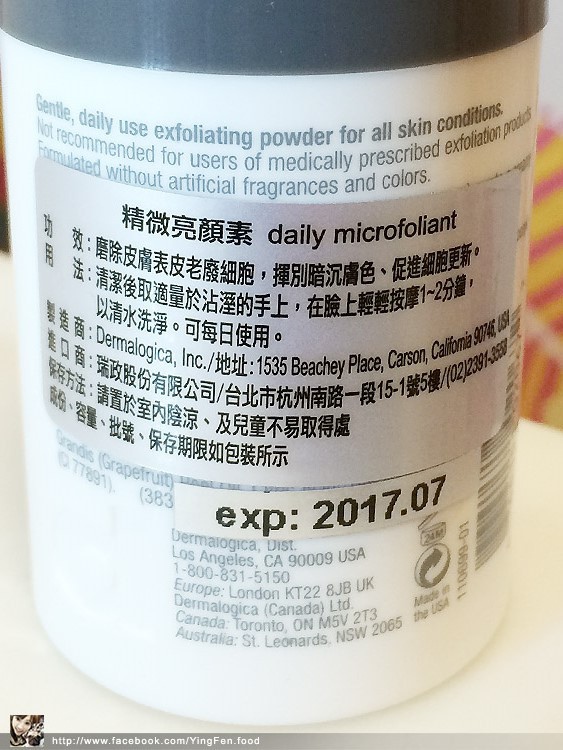 Gentle, daily use exfoliating powder for all skin conditions.
Not recommended for users of medically prescribed exfoliation products.
Formulated without artificial fragrances and colors.
精微亮顏素 daily microfoliant
功效：磨除皮膚表皮老廢細胞，揮別暗沉膚色、促進細胞更新。
用法：清潔後取適量於沾溼的手上，在臉上輕輕按摩1~2分鐘，
以清水洗淨。可每日使用。
製造商：Dermalogica, Inc./地址：1535 Beachey Place, Carson, California 90746, USA
進口商：瑞政股份有限公司/台北市杭州南路一段15-1號5樓/(02)2391-3558
保存方法：請置於室內陰涼、及兒童不易取得處
成份、容量、批號、保存期限如包裝所示
Grandis (Grapefruit) Peel Oil
77891). (383
exp: 2017.07
Dermalogica, Dist.
Los Angeles, CA 90009 USA
1-800-831-5150
Europe: London KT22 8JB UK
Dermalogica (Canada) Ltd.
Canada: Toronto, ON M5V 2T3
Australia: St. Leonards, NSW 2065
24M
Made in
the USA
110699-01
http://www.facebook.com/YingFen.food